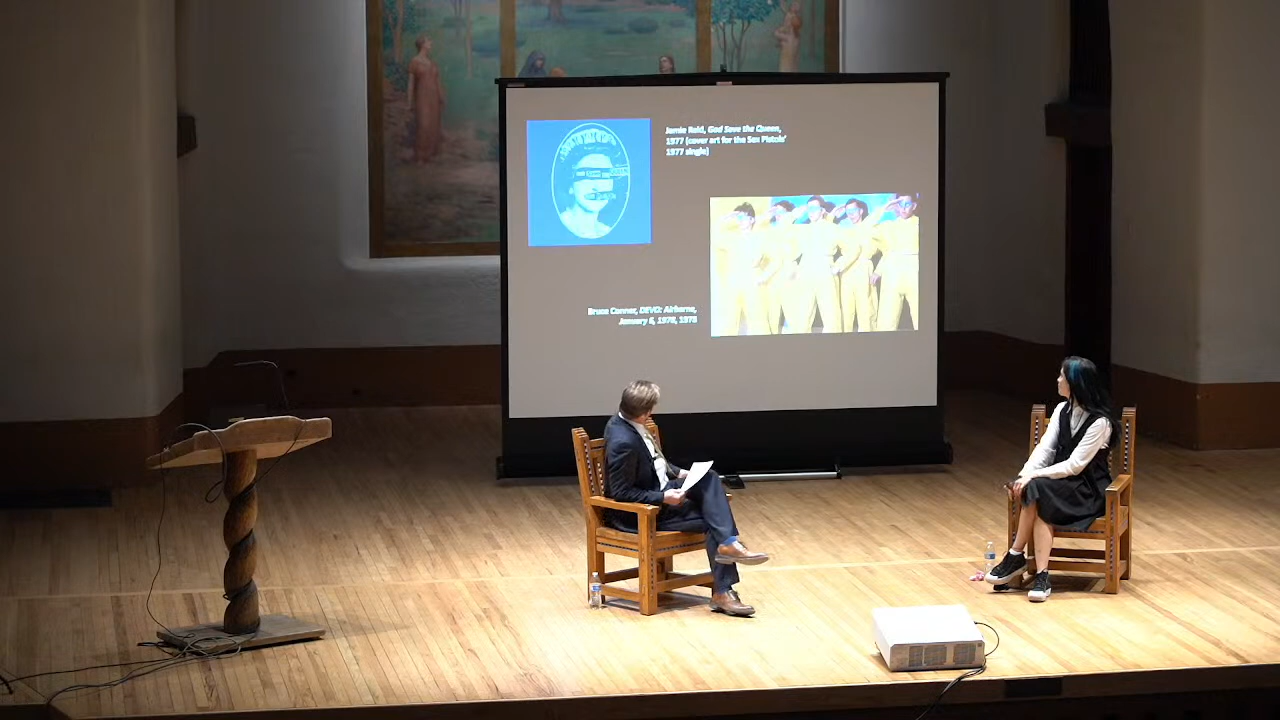 Jamie Reid, God Save the Queen,
1977 (cover art for the Sex Pistols'
1977 single)
Bruce Conner, DEVO: Airborne,
January 6, 1978, 1978